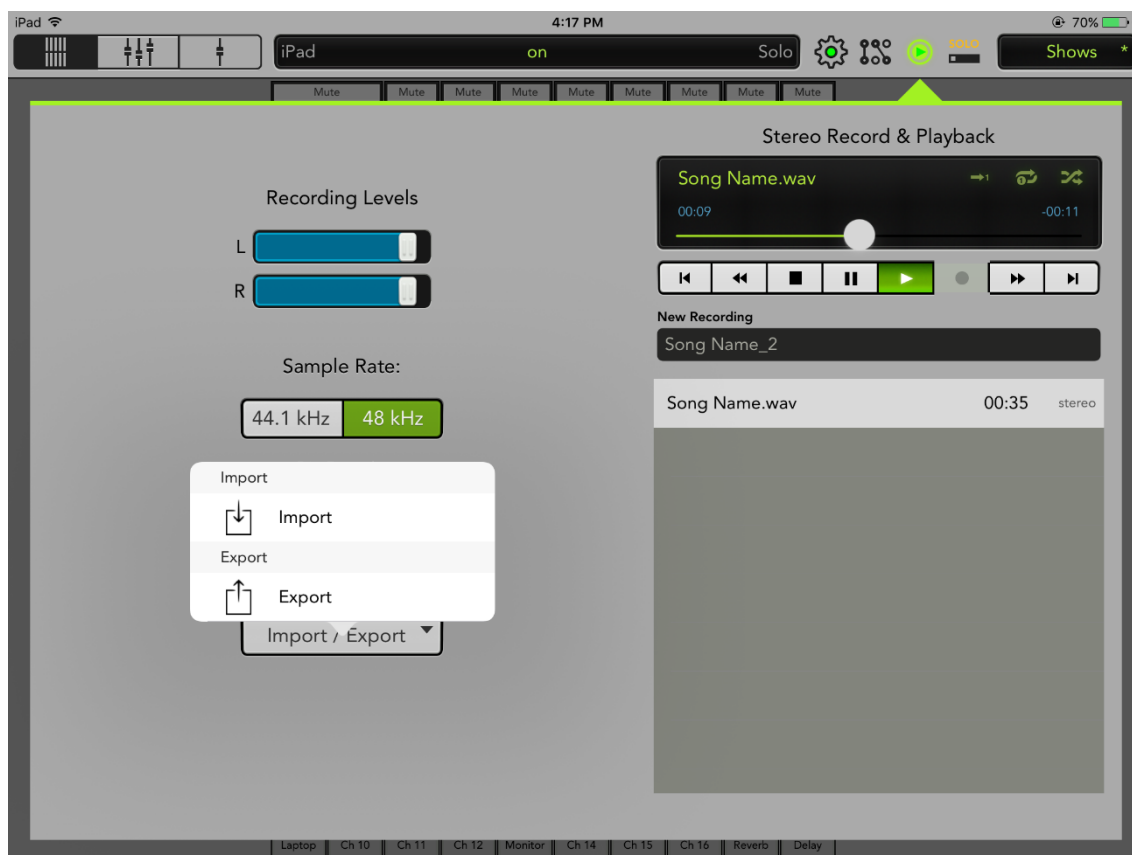 iPad 4:17 PM 70%
iPad on Solo SOLO Shows *
Mute Mute Mute Mute Mute Mute Mute Mute Mute
Stereo Record & Playback
Song Name.wav
00:09 -00:11
Recording Levels
L
R
New Recording
Song Name_2
Sample Rate:
44.1 kHz 48 kHz
Song Name.wav 00:35 stereo
Import
Import
Export
Export
Import / Export
Laptop Ch 10 Ch 11 Ch 12 Monitor Ch 14 Ch 15 Ch 16 Reverb Delay